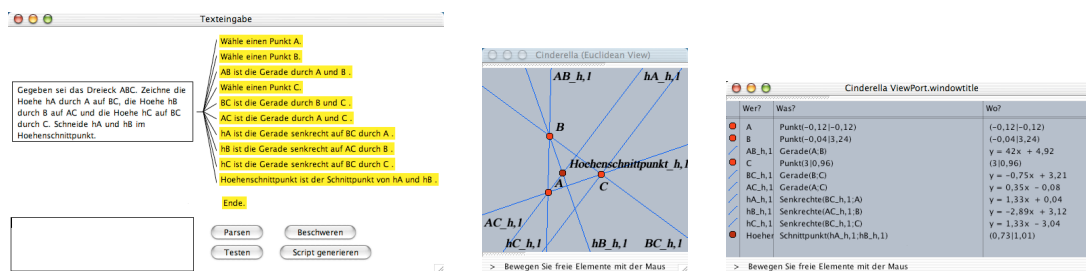 Texteingabe
Gegeben sei das Dreieck ABC. Zeichne die
Hoehe hA durch A auf BC, die Hoehe hB
durch B auf AC und die Hoehe hC auf BC
durch C. Schneide hA und hB im
Hoehenschnittpunkt.
Wähle einen Punkt A.
Wähle einen Punkt B.
AB ist die Gerade durch A und B .
Wähle einen Punkt C.
BC ist die Gerade durch B und C .
AC ist die Gerade durch A und C .
hA ist die Gerade senkrecht auf BC durch A .
hB ist die Gerade senkrecht auf AC durch B .
hC ist die Gerade senkrecht auf BC durch C .
Hoehenschnittpunkt ist der Schnittpunkt von hA und hB .
Ende.
Parsen Beschweren
Testen Script generieren
Cinderella (Euclidean View)
AB_h,1 hA_h,1
B
Hoehenschnittpunkt_h,1
A C
AC_h,1
hC_h,1 hB_h,1 BC_h,1
> Bewegen Sie freie Elemente mit der Maus
Cinderella ViewPort.windowtitle
Wer? Was? Wo?
A Punkt(-0,12|-0,12) (-0,12|-0,12)
B Punkt(-0,04|3,24) (-0,04|3,24)
AB_h,1 Gerade(A;B) y = 42x + 4,92
C Punkt(3|0,96) (3|0,96)
BC_h,1 Gerade(B;C) y = -0,75x + 3,21
AC_h,1 Gerade(A;C) y = 0,35x - 0,08
hA_h,1 Senkrechte(BC_h,1;A) y = 1,33x + 0,04
hB_h,1 Senkrechte(AC_h,1;B) y = -2,89x + 3,12
hC_h,1 Senkrechte(BC_h,1;C) y = 1,33x - 3,04
Hoeher Schnittpunkt(hA_h,1;hB_h,1) (0,73|1,01)
> Bewegen Sie freie Elemente mit der Maus